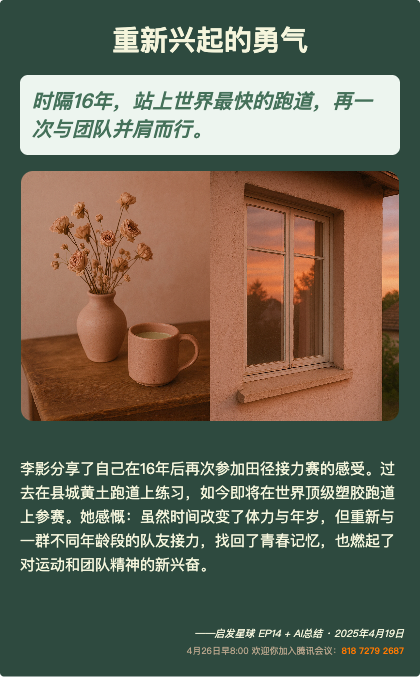 重新兴起的勇气
时隔16年，站上世界最快的跑道，再一
次与团队并肩而行。
李影分享了自己在16年后再次参加田径接力赛的感受。过
去在县城黄土跑道上练习，如今即将在世界顶级塑胶跑道
上参赛。她感慨：虽然时间改变了体力与年岁，但重新与
一群不同年龄段的队友接力，找回了青春记忆，也燃起了
对运动和团队精神的新兴奋。
——启发星球 EP14 + AI总结 · 2025年4月19日
4月26日早8:00 欢迎你加入腾讯会议：818 7279 2687